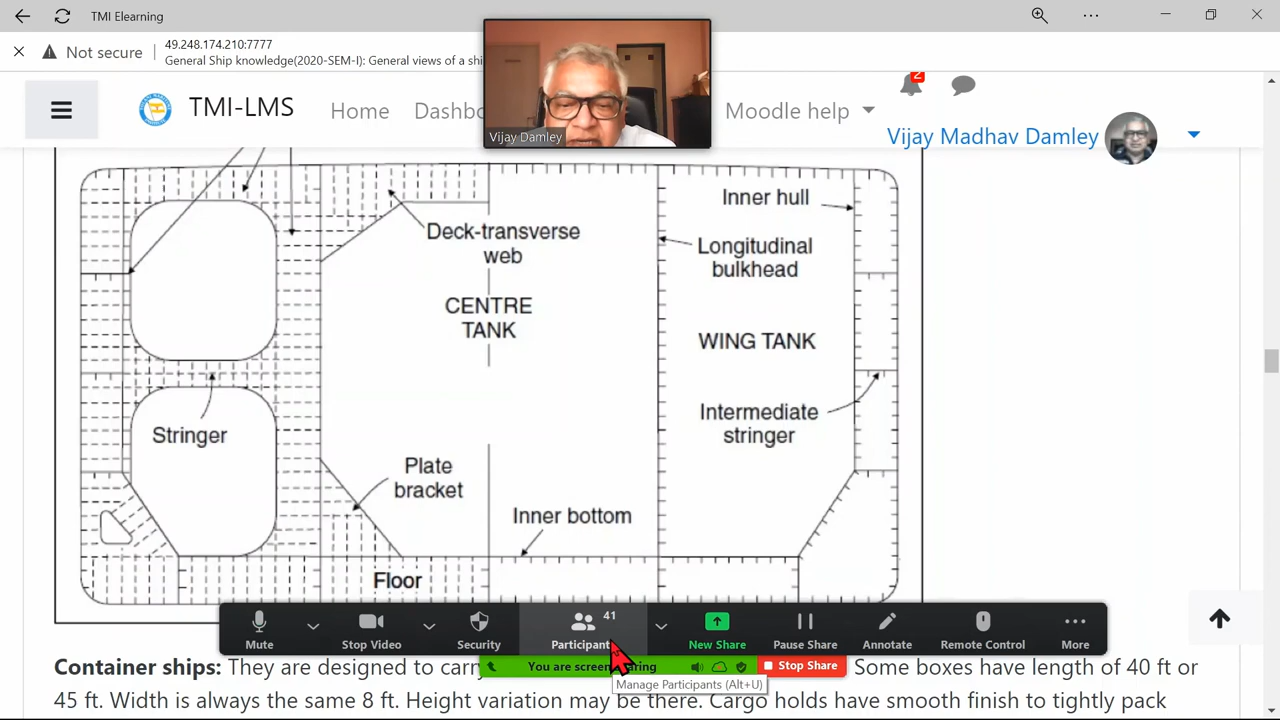 TMI Elearning
Not secure
49.248.174.210:7777
General Ship knowledge(2020-SEM-I): General views of a shi
TMI-LMS
Home
Dashbo
Moodle help
2
Vijay Madhav Damley
Vijay Damley
Inner hull
Deck-transverse
web
Longitudinal
bulkhead
CENTRE
TANK
WING TANK
Intermediate
stringer
Stringer
Plate
bracket
Inner bottom
Floor
41
Mute
Stop Video
Security
Participant
New Share
Pause Share
Annotate
Remote Control
More
You are screen sharing
Stop Share
Manage Participants (Alt+U)
Container ships: They are designed to carry
Some boxes have length of 40 ft or
45 ft. Width is always the same 8 ft. Height variation may be there. Cargo holds have smooth finish to tightly pack